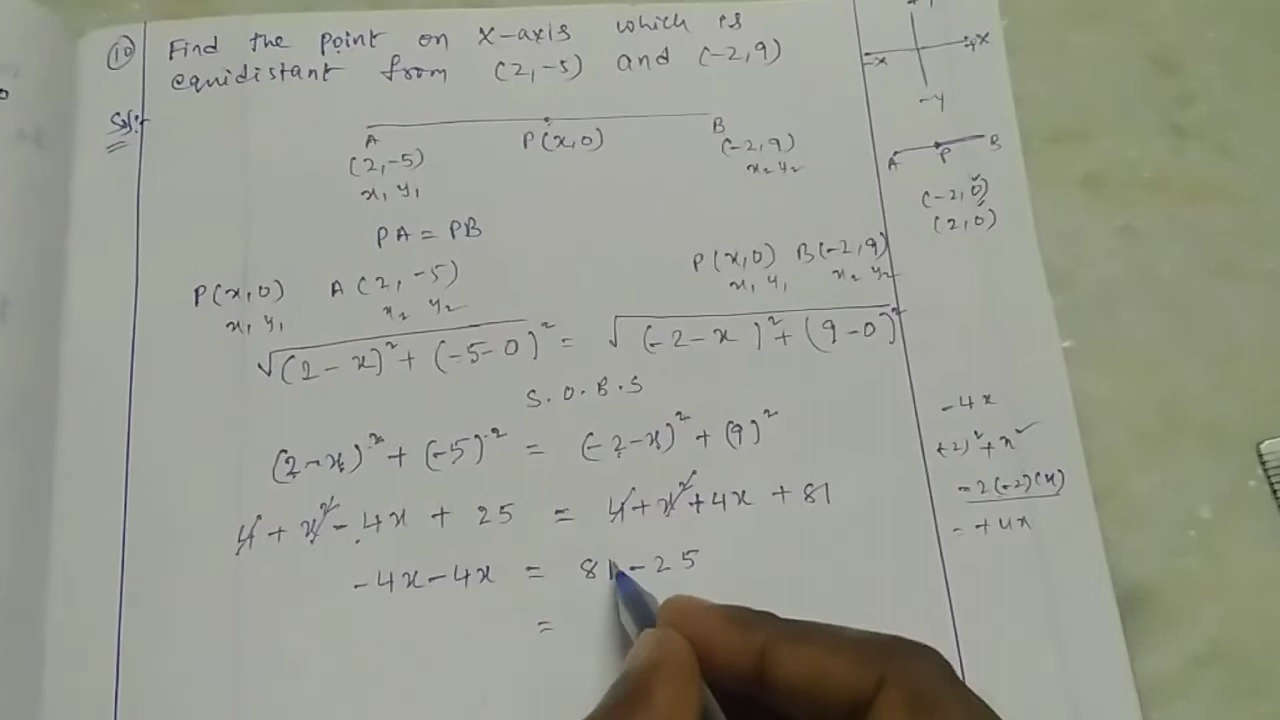 (10) Find the point on x-axis which is
equidistant from (2,-5) and (-2,9)
Sol:-
A P(x,0) B
(2,-5) (-2,9)
x₁ y₁ x₂ y₂
PA = PB
P(x,0) A(2,-5) P(x,0) B(-2,9)
x₁ y₁ x₂ y₂ x₁ y₁ x₂ y₂
√(2-x)²+(-5-0)² = √(-2-x)²+(9-0)²
S.O.B.S
(2-x)²+(-5)² = (-2-x)²+(9)²
4+x²-4x+25 = 4+x²+4x+81
-4x-4x = 81-25
=
-x x
-y
A P B
(-2,0)
(2,0)
-4x
(-2)²+x²
-2(-2)(x)
= +4x